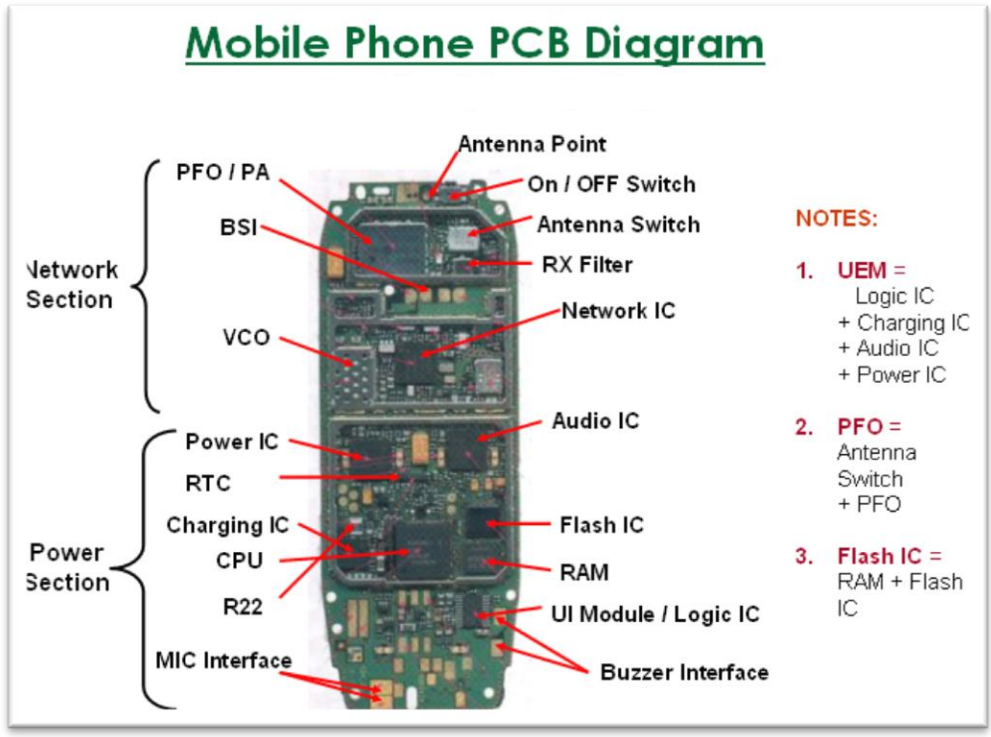 Mobile Phone PCB Diagram
Antenna Point
PFO / PA
On / OFF Switch
BSI
Antenna Switch
NOTES:
RX Filter
Network
Section
1. UEM =
Logic IC
+ Charging IC
+ Audio IC
+ Power IC
Network IC
VCO
Audio IC
2. PFO =
Antenna
Switch
+ PFO
Power IC
RTC
Charging IC
Flash IC
Power
Section
CPU
RAM
3. Flash IC =
RAM + Flash
IC
R22
UI Module / Logic IC
MIC Interface
Buzzer Interface